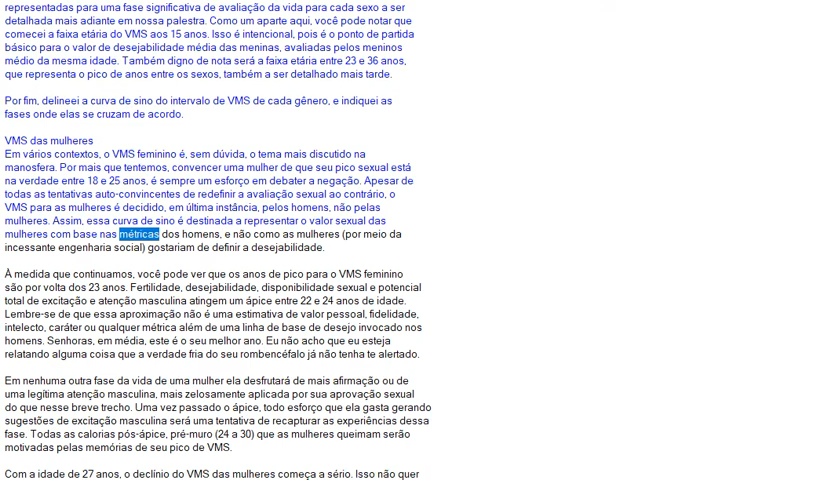 representadas para uma fase significativa de avaliação da vida para cada sexo a ser
detalhada mais adiante em nossa palestra. Como um aparte aqui, você pode notar que
comecei a faixa etária do VMS aos 15 anos. Isso é intencional, pois é o ponto de partida
básico para o valor de desejabilidade média das meninas, avaliadas pelos meninos
médio da mesma idade. Também digno de nota será a faixa etária entre 23 e 36 anos,
que representa o pico de anos entre os sexos, também a ser detalhado mais tarde.
Por fim, delineei a curva de sino do intervalo de VMS de cada gênero, e indiquei as
fases onde elas se cruzam de acordo.
VMS das mulheres
Em vários contextos, o VMS feminino é, sem dúvida, o tema mais discutido na
manosfera. Por mais que tentemos, convencer uma mulher de que seu pico sexual está
na verdade entre 18 e 25 anos, é sempre um esforço em debater a negação. Apesar de
todas as tentativas auto-convincentes de redefinir a avaliação sexual ao contrário, o
VMS para as mulheres é decidido, em última instância, pelos homens, não pelas
mulheres. Assim, essa curva de sino é destinada a representar o valor sexual das
mulheres com base nas métricas dos homens, e não como as mulheres (por meio da
incessante engenharia social) gostariam de definir a desejabilidade.
À medida que continuamos, você pode ver que os anos de pico para o VMS feminino
são por volta dos 23 anos. Fertilidade, desejabilidade, disponibilidade sexual e potencial
total de excitação e atenção masculina atingem um ápice entre 22 e 24 anos de idade.
Lembre-se de que essa aproximação não é uma estimativa de valor pessoal, fidelidade,
intelecto, caráter ou qualquer métrica além de uma linha de base de desejo invocado nos
homens. Senhoras, em média, este é o seu melhor ano. Eu não acho que eu esteja
relatando alguma coisa que a verdade fria do seu rombencéfalo já não tenha te alertado.
Em nenhuma outra fase da vida de uma mulher ela desfrutará de mais afirmação ou de
uma legítima atenção masculina, mais zelosamente aplicada por sua aprovação sexual
do que nesse breve trecho. Uma vez passado o ápice, todo esforço que ela gasta gerando
sugestões de excitação masculina será uma tentativa de recapturar as experiências dessa
fase. Todas as calorias pós-ápice, pré-muro (24 a 30) que as mulheres queimam serão
motivadas pelas memórias de seu pico de VMS.
Com a idade de 27 anos, o declínio do VMS das mulheres começa a sério. Isso não quer